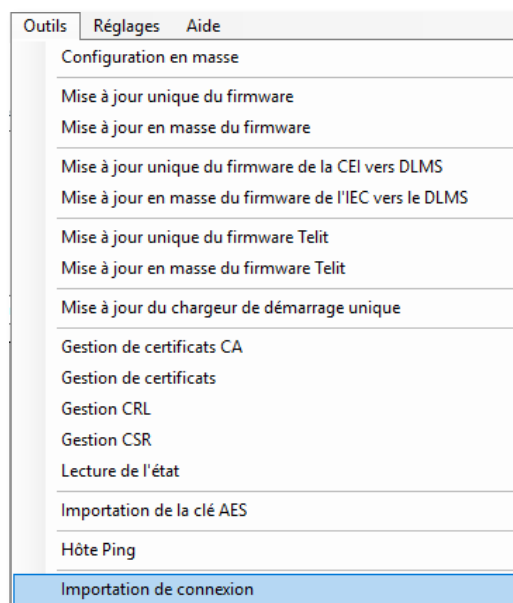 Outils Réglages Aide
Configuration en masse
Mise à jour unique du firmware
Mise à jour en masse du firmware
Mise à jour unique du firmware de la CEI vers DLMS
Mise à jour en masse du firmware de l'IEC vers le DLMS
Mise à jour unique du firmware Telit
Mise à jour en masse du firmware Telit
Mise à jour du chargeur de démarrage unique
Gestion de certificats CA
Gestion de certificats
Gestion CRL
Gestion CSR
Lecture de l'état
Importation de la clé AES
Hôte Ping
Importation de connexion